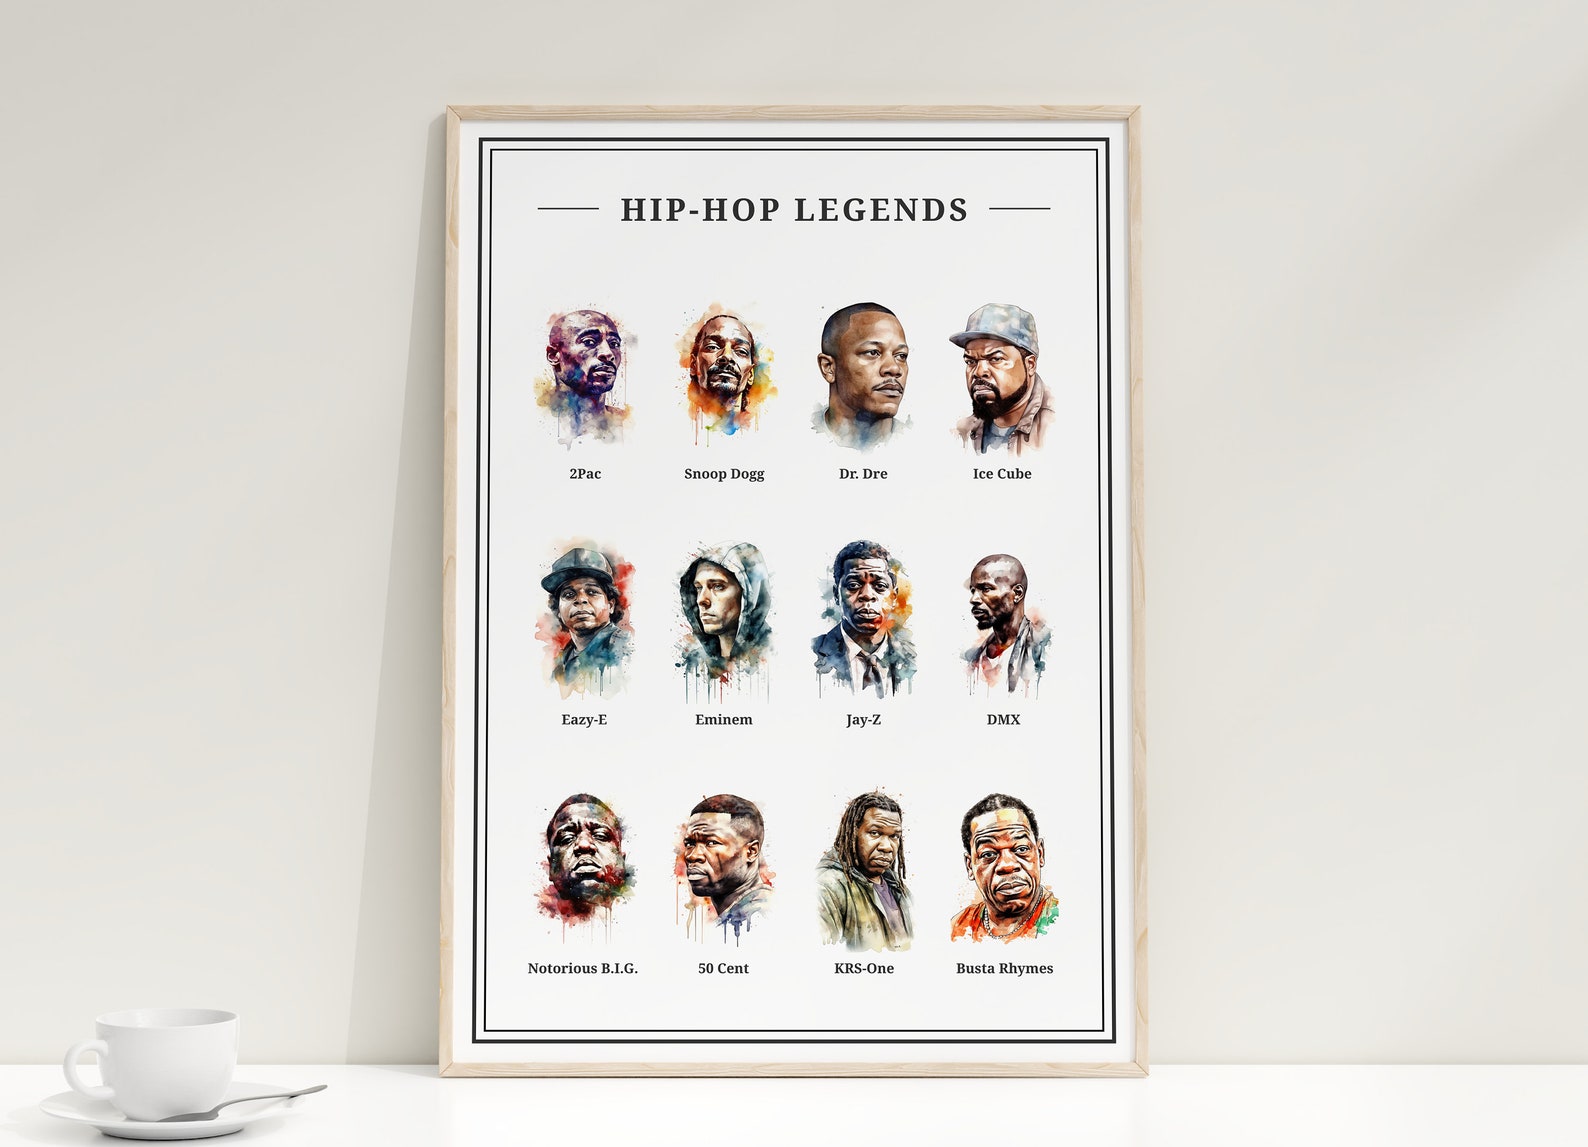 HIP-HOP LEGENDS
2Pac
Snoop Dogg
Dr. Dre
Ice Cube
Eazy-E
Eminem
Jay-Z
DMX
Notorious B.I.G.
50 Cent
KRS-One
Busta Rhymes